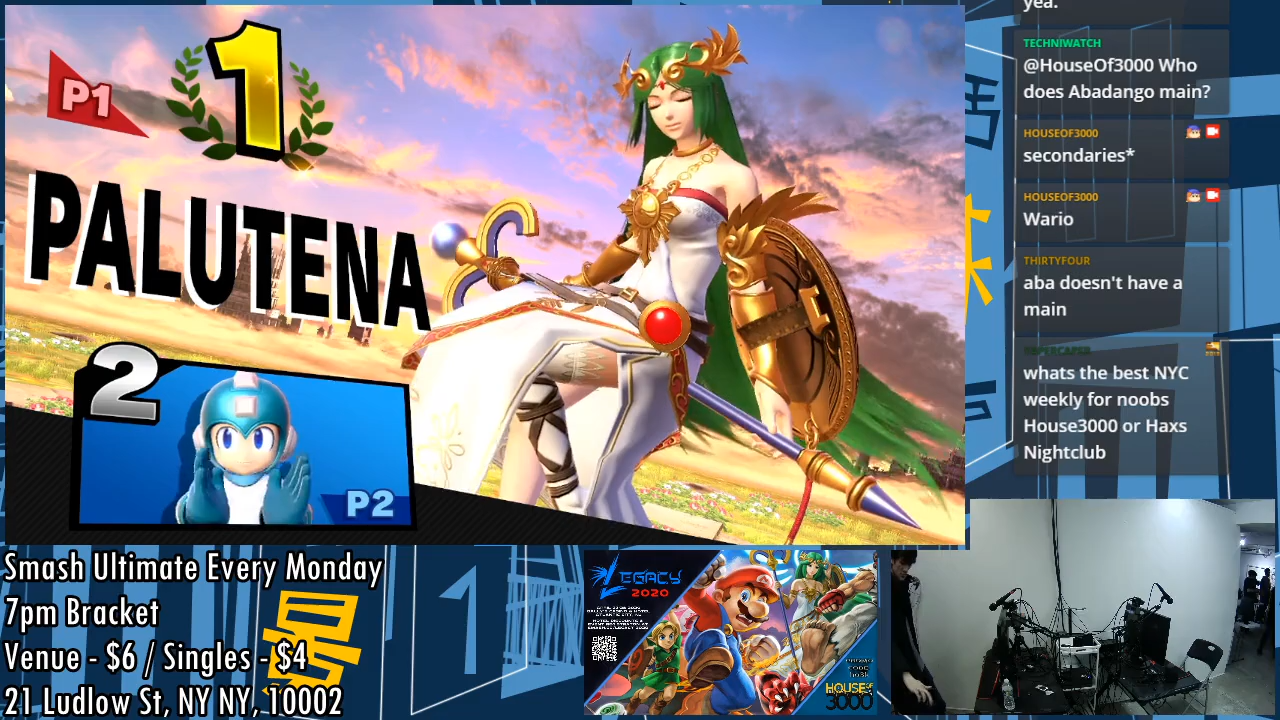 P1
1
PALUTENA
2
P2
yea.
TECHNIWATCH
@HouseOf3000 Who
does Abadango main?
HOUSEOF3000
secondaries*
HOUSEOF3000
Wario
THIRTYFOUR
aba doesn't have a
main
whats the best NYC
weekly for noobs
House3000 or Haxs
Nightclub
Smash Ultimate Every Monday
7pm Bracket
Venue - $6 / Singles - $4
21 Ludlow St, NY NY, 10002
LEGACY
2020
PROMO
CODE
HOUSE OF
3000